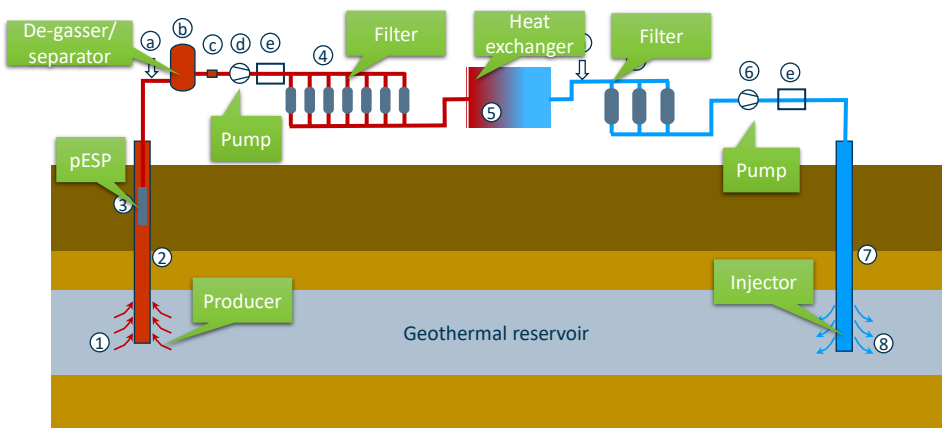 De-gasser/
separator
a
b
c
d
e
4
Filter
Heat
exchanger
Filter
6
e
Pump
5
Pump
pESP
3
2
7
Producer
Injector
1
Geothermal reservoir
8